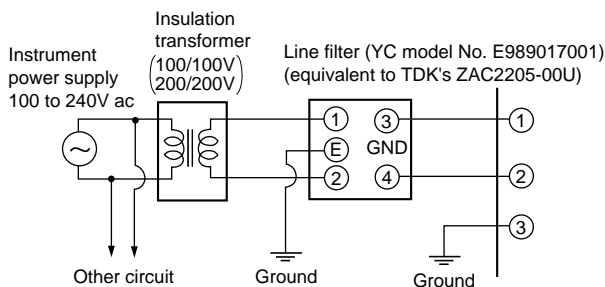 Insulation
transformer
(100/100V
200/200V)
Instrument
power supply
100 to 240V ac
Line filter (YC model No. E989017001)
(equivalent to TDK's ZAC2205-00U)
1 3
E GND
2 4
1
2
3
Other circuit
Ground
Ground